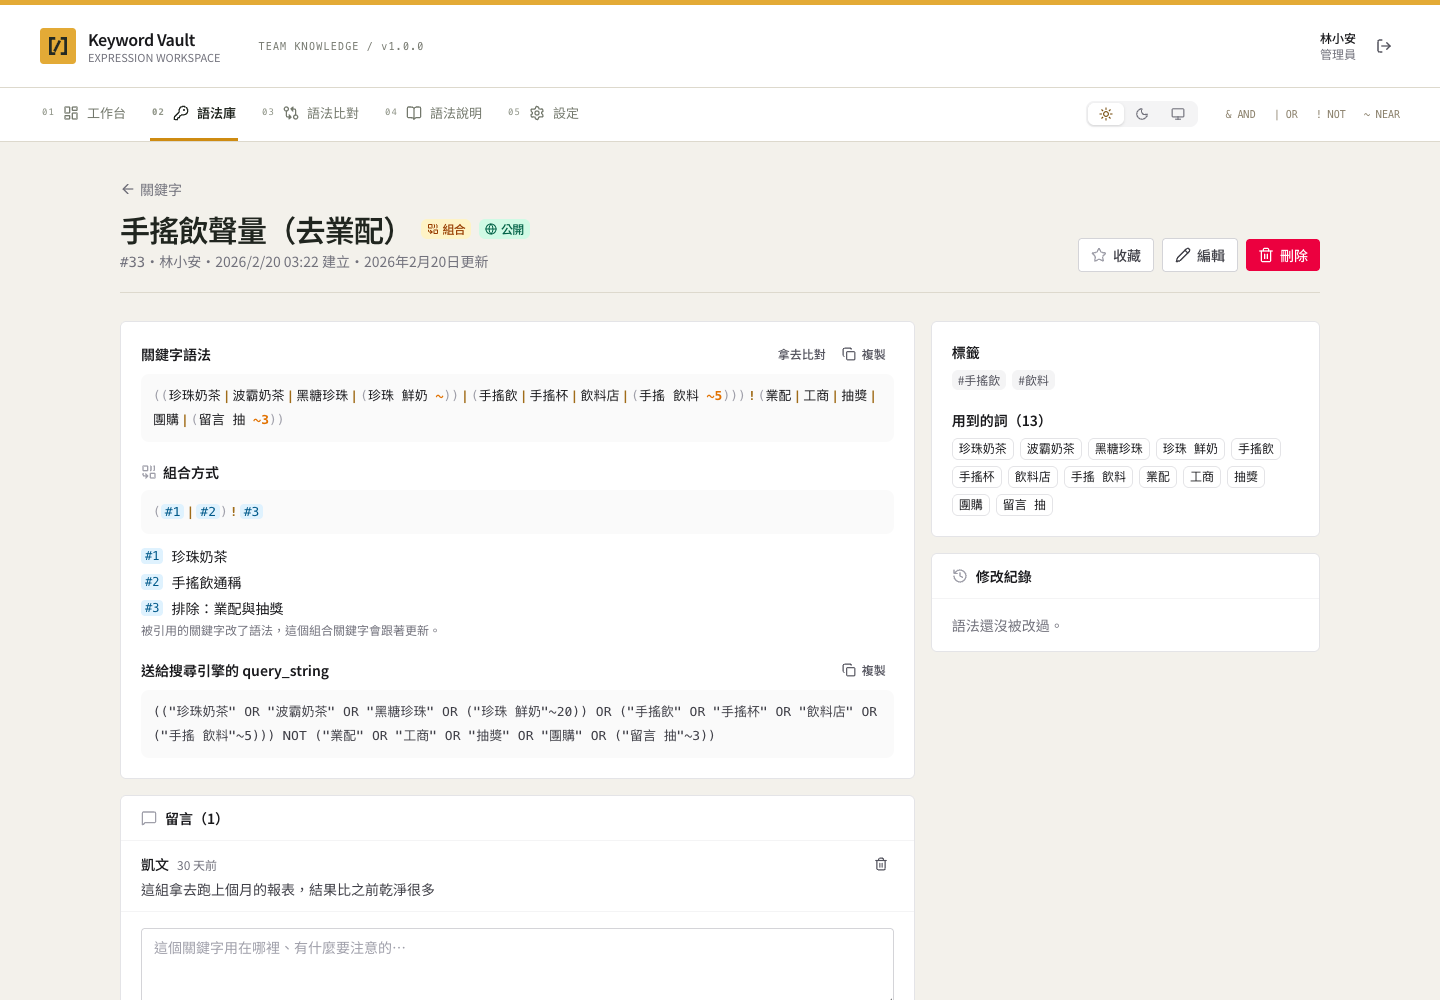 [/]
Keyword Vault
EXPRESSION WORKSPACE
TEAM KNOWLEDGE / v1.0.0
林小安
管理員
01 工作台
02 語法庫
03 語法比對
04 語法說明
05 設定
& AND | OR ! NOT ~ NEAR
關鍵字
手搖飲聲量（去業配） 組合 公開
#33・林小安・2026/2/20 03:22 建立・2026年2月20日更新
收藏 編輯 刪除
關鍵字語法 拿去比對 複製
((珍珠奶茶|波霸奶茶|黑糖珍珠|(珍珠 鮮奶 ~))|(手搖飲|手搖杯|飲料店|(手搖 飲料 ~5)))!(業配|工商|抽獎|
團購|(留言 抽 ~3))
組合方式
(#1|#2)!#3
#1 珍珠奶茶
#2 手搖飲通稱
#3 排除：業配與抽獎
被引用的關鍵字改了語法，這個組合關鍵字會跟著更新。
送給搜尋引擎的 query_string 複製
(("珍珠奶茶" OR "波霸奶茶" OR "黑糖珍珠" OR ("珍珠 鮮奶"~20)) OR ("手搖飲" OR "手搖杯" OR "飲料店" OR
("手搖 飲料"~5))) NOT ("業配" OR "工商" OR "抽獎" OR "團購" OR ("留言 抽"~3))
留言（1）
凱文 30 天前
這組拿去跑上個月的報表，結果比之前乾淨很多
這個關鍵字用在哪裡、有什麼要注意的…
標籤
#手搖飲 #飲料
用到的詞（13）
珍珠奶茶 波霸奶茶 黑糖珍珠 珍珠 鮮奶 手搖飲
手搖杯 飲料店 手搖 飲料 業配 工商 抽獎
團購 留言 抽
修改紀錄
語法還沒被改過。